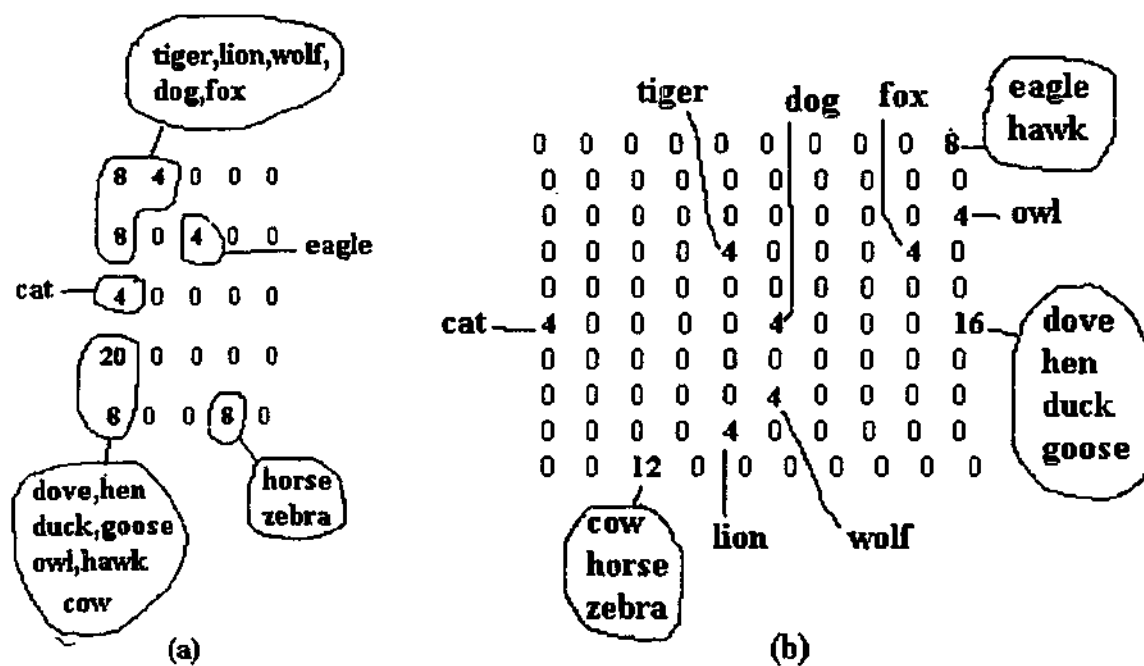 tiger,lion,wolf,
dog,fox
8 4 0 0 0
8 0 4 0 0
eagle
cat
4 0 0 0 0
20 0 0 0 0
8 0 0 8 0
dove,hen
duck,goose
owl,hawk
cow
horse
zebra
(a)
tiger dog fox
eagle
hawk
0 0 0 0 0 0 0 0 0 8
0 0 0 0 0 0 0 0 0 0
0 0 0 0 0 0 0 0 0 4 owl
0 0 0 0 4 0 0 0 4 0
0 0 0 0 0 0 0 0 0 0
cat 4 0 0 0 0 4 0 0 0 16
0 0 0 0 0 0 0 0 0 0
0 0 0 0 0 4 0 0 0 0
0 0 0 0 4 0 0 0 0 0
0 0 12 0 0 0 0 0 0 0
dove
hen
duck
goose
cow
horse
zebra
lion wolf
(b)